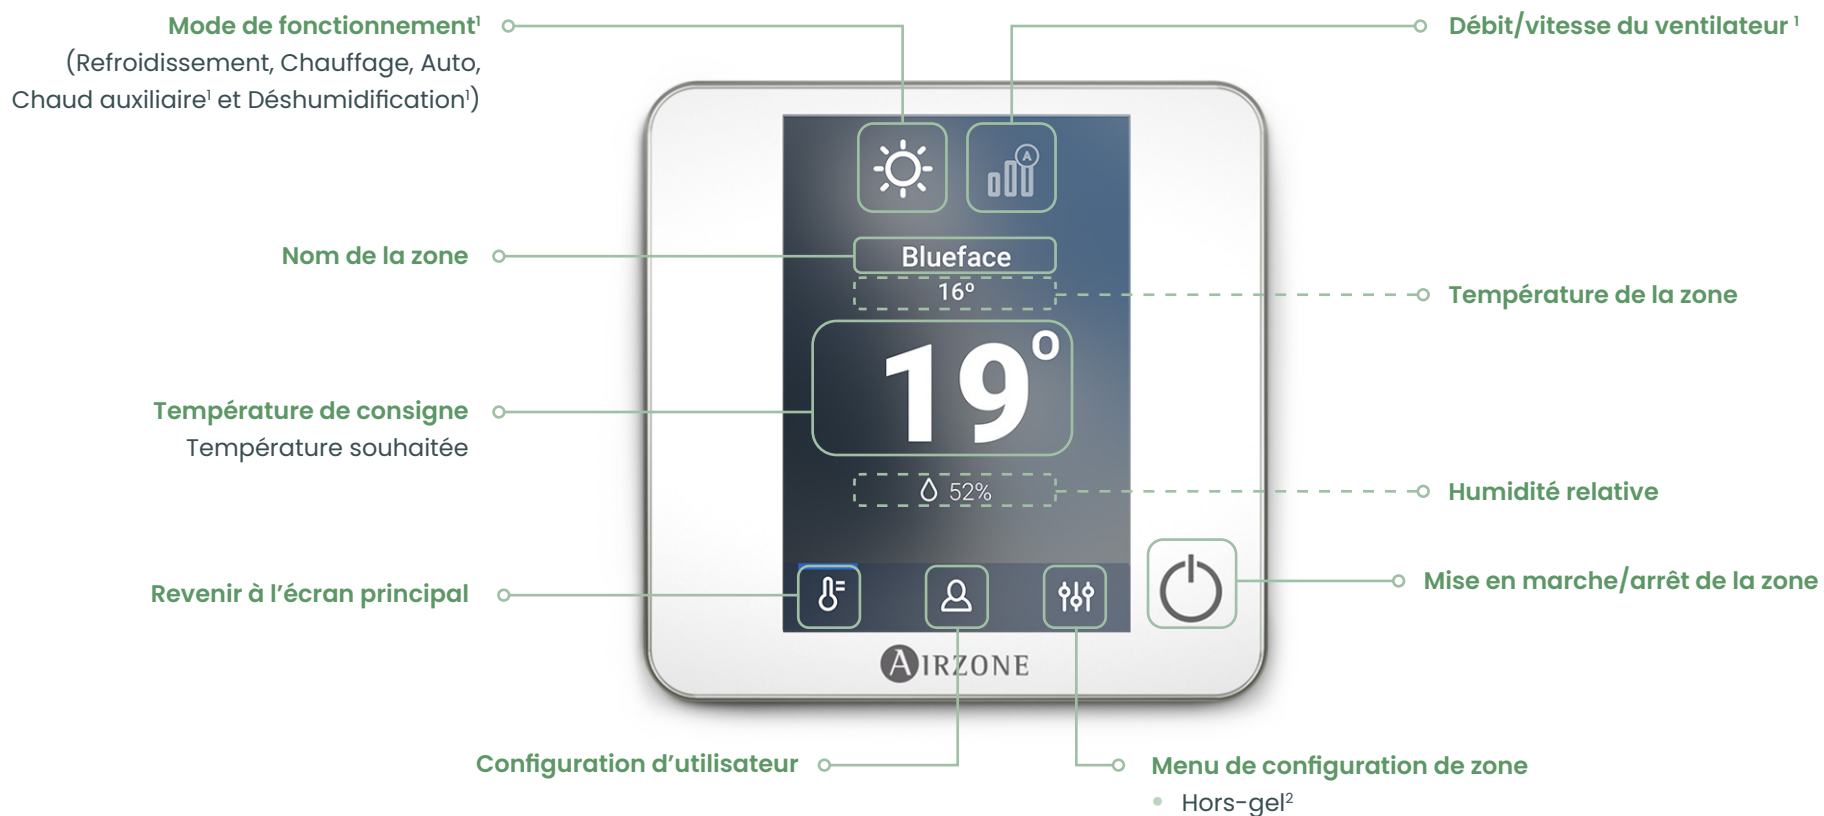 Mode de fonctionnement¹
(Refroidissement, Chauffage, Auto,
Chaud auxiliaire¹ et Déshumidification¹)
Débit/vitesse du ventilateur ¹
A
Nom de la zone
Blueface
16º
Température de la zone
19º
Température de consigne
Température souhaitée
52%
Humidité relative
Revenir à l’écran principal
Mise en marche/arrêt de la zone
AIRZONE
Configuration d’utilisateur
Menu de configuration de zone
• Hors-gel²